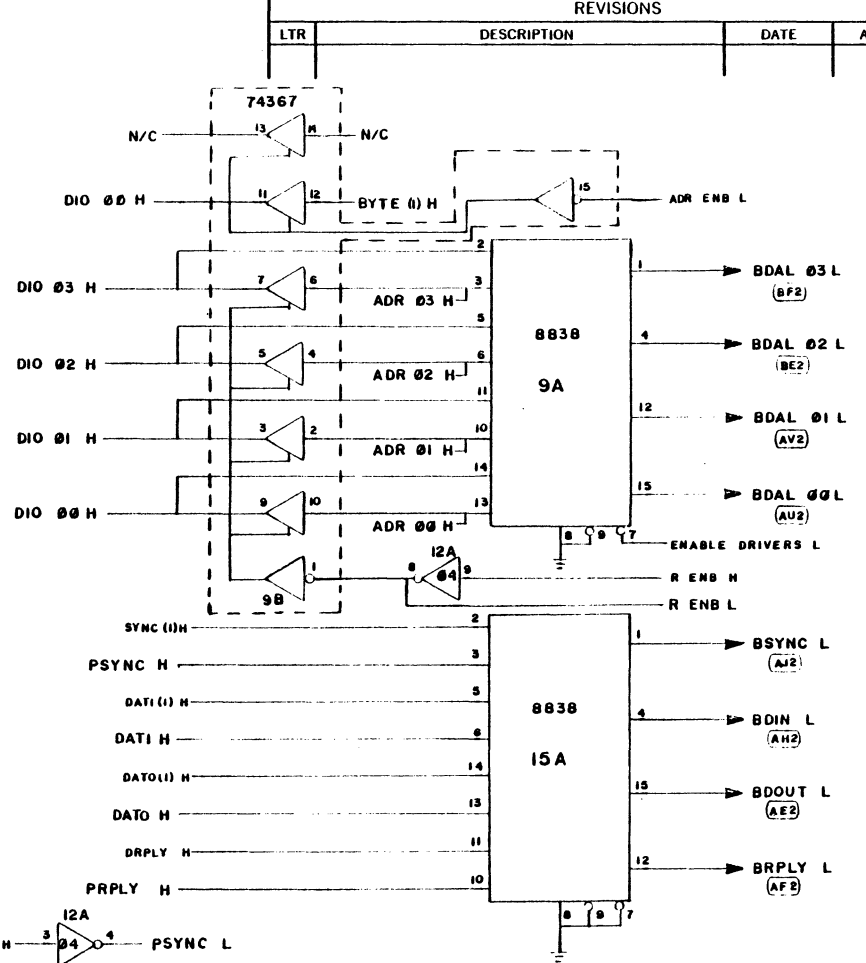 REVISIONS
LTR DESCRIPTION DATE A
74367
N/C 13 14 N/C
DIO ØØ H 11 12 BYTE (1) H 15 ADR ENB L
2
DIO Ø3 H 7 6 ADR Ø3 H 3 1 BDAL Ø3 L
(BF2)
5
8838
4 BDAL Ø2 L
DIO Ø2 H 5 4 ADR Ø2 H 6
(BE2)
9A
11
12 BDAL Ø1 L
DIO Ø1 H 3 2 ADR Ø1 H 10
(AV2)
14
15 BDAL ØØ L
DIO ØØ H 9 10 ADR ØØ H 13
(AU2)
8 9 7
ENABLE DRIVERS L
12A
1 8 Ø4 9 R ENB H
9B
R ENB L
SYNC (1) H 2
1 BSYNC L
PSYNC H 3
(AJ2)
DATI (1) H 5
8838
4 BDIN L
DATI H 6
(AH2)
15A
DATO (1) H 14
15 BDOUT L
DATO H 13
(AE2)
DRPLY H 11
12 BRPLY L
PRPLY H 10
(AF2)
8 9 7
12A
H 3 Ø4 4 PSYNC L